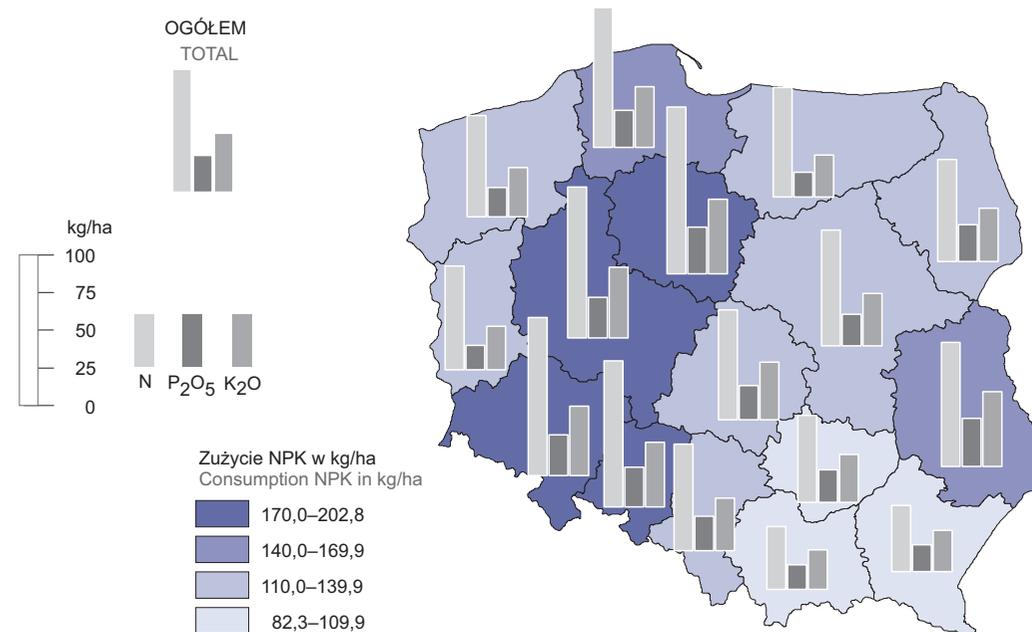 OGÓŁEM
TOTAL
kg/ha
100
75
50
25
0
N P₂O₅ K₂O
Zużycie NPK w kg/ha
Consumption NPK in kg/ha
170,0–202,8
140,0–169,9
110,0–139,9
82,3–109,9